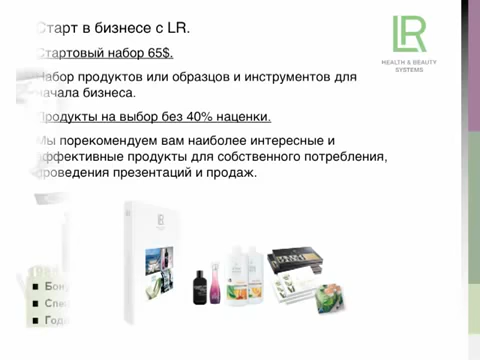 Старт в бизнесе с LR.
Стартовый набор 65$.
Набор продуктов или образцов и инструментов для
начала бизнеса.
Продукты на выбор без 40% наценки.
Мы порекомендуем вам наиболее интересные и
эффективные продукты для собственного потребления,
проведения презентаций и продаж.
LR
HEALTH & BEAUTY
SYSTEMS
LR